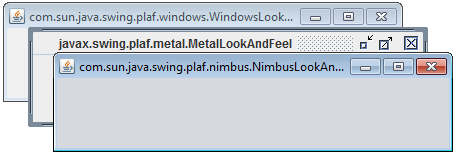 com.sun.java.swing.plaf.windows.WindowsLook...
javax.swing.plaf.metal.MetalLookAndFeel
com.sun.java.swing.plaf.nimbus.NimbusLookAn...